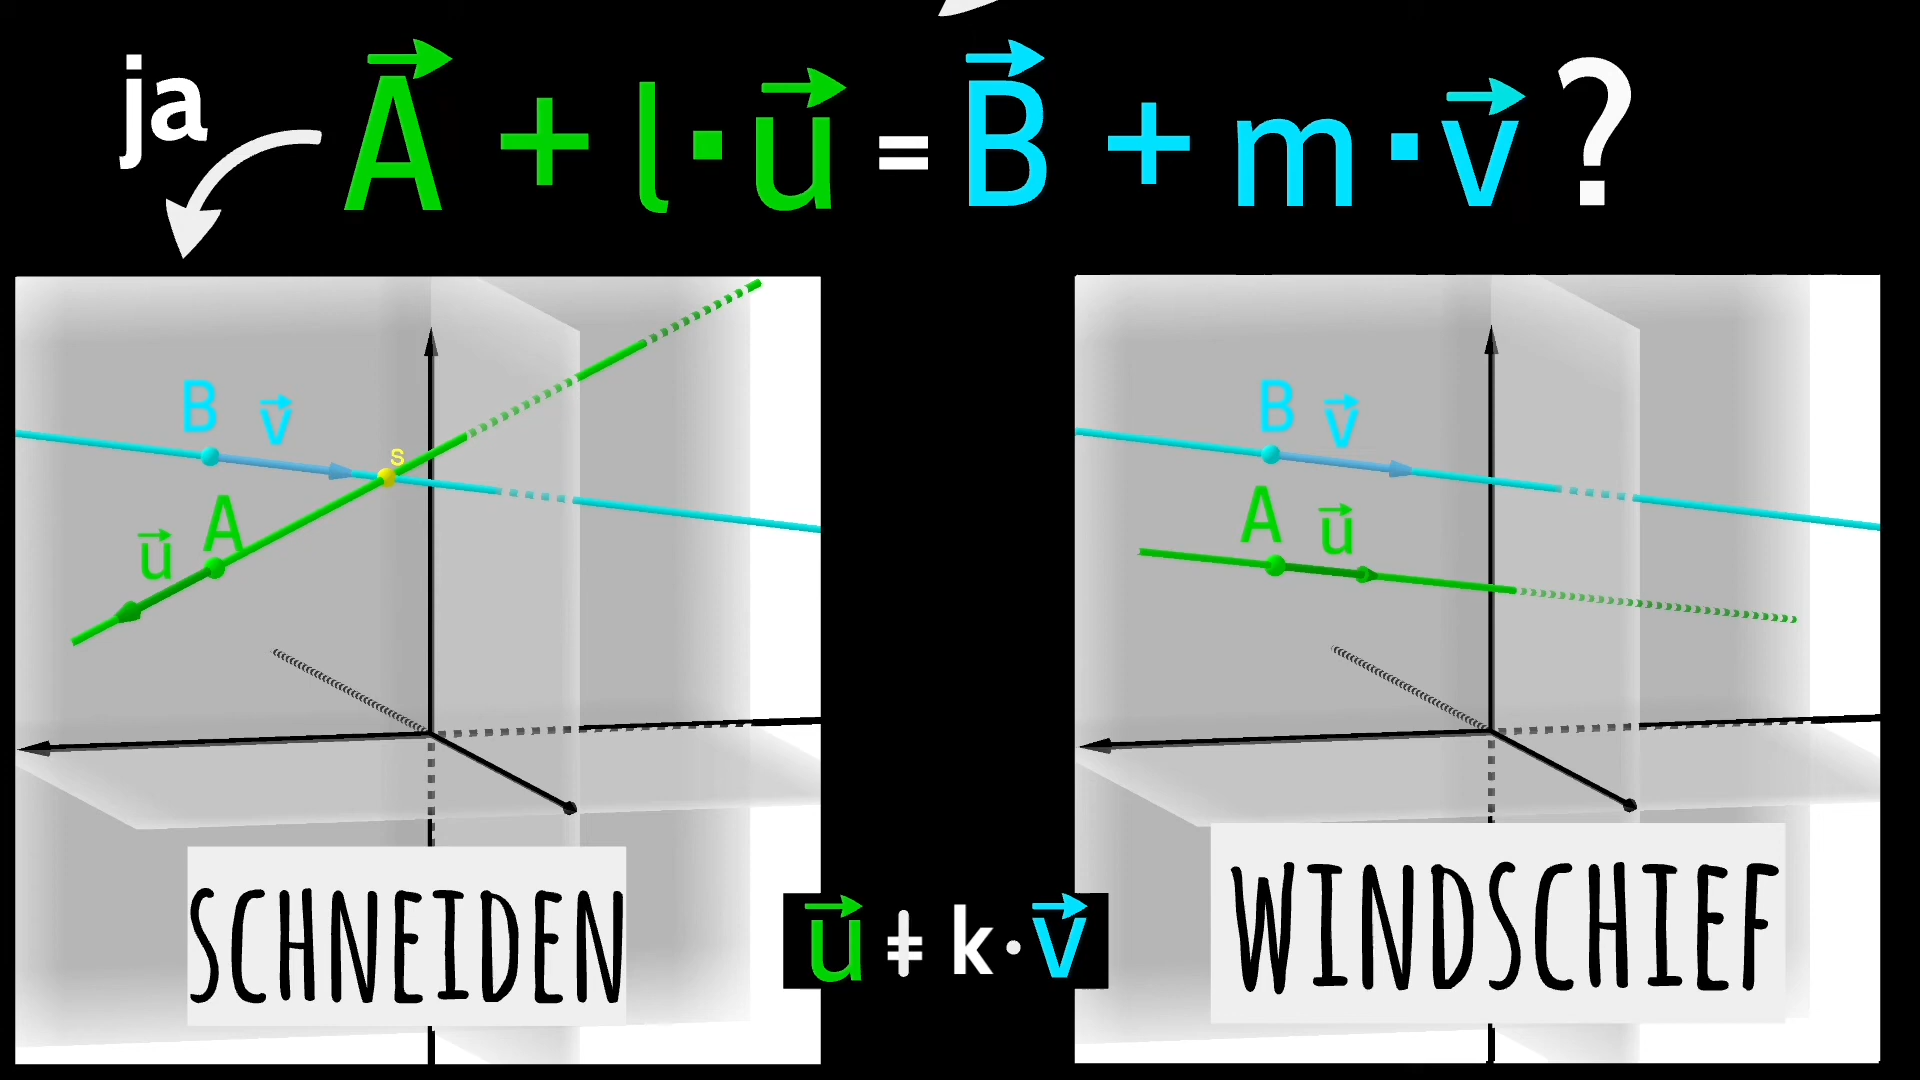 ja
A⃗ + l·u⃗ = B⃗ + m·v⃗ ?
B v⃗
s
u⃗ A
B v⃗
A u⃗
SCHNEIDEN
u⃗ ≠ k·v⃗
WINDSCHIEF